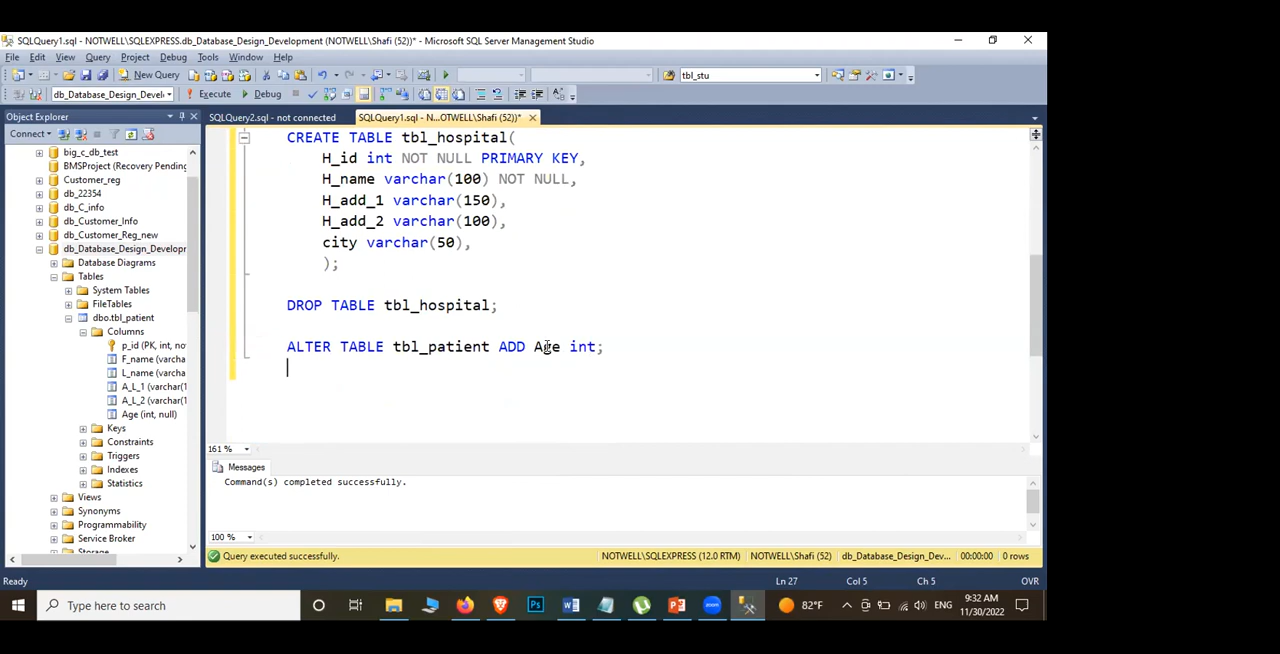 SQLQuery1.sql - NOTWELL\SQLEXPRESS.db_Database_Design_Development (NOTWELL\Shafi (52))* - Microsoft SQL Server Management Studio
File Edit View Query Project Debug Tools Window Help
New Query tbl_stu
db_Database_Design_Devel Execute Debug
Object Explorer
SQLQuery2.sql - not connected SQLQuery1.sql - N...OTWELL\Shafi (52))*
Connect
big_c_db_test
BMSProject (Recovery Pending
Customer_reg
db_22354
db_C_info
db_Customer_Info
db_Customer_Reg_new
db_Database_Design_Developr
Database Diagrams
Tables
System Tables
FileTables
dbo.tbl_patient
Columns
p_id (PK, int, no
F_name (varcha
L_name (varcha
A_L_1 (varchar(1
A_L_2 (varchar(1
Age (int, null)
Keys
Constraints
Triggers
Indexes
Statistics
Views
Synonyms
Programmability
Service Broker
Storage
CREATE TABLE tbl_hospital(
H_id int NOT NULL PRIMARY KEY,
H_name varchar(100) NOT NULL,
H_add_1 varchar(150),
H_add_2 varchar(100),
city varchar(50),
);
DROP TABLE tbl_hospital;
ALTER TABLE tbl_patient ADD Age int;
161 %
Messages
Command(s) completed successfully.
100 %
Query executed successfully. NOTWELL\SQLEXPRESS (12.0 RTM) NOTWELL\Shafi (52) db_Database_Design_Dev... 00:00:00 0 rows
Ready Ln 27 Col 5 Ch 5 OVR
Type here to search 82°F ENG 9:32 AM
11/30/2022